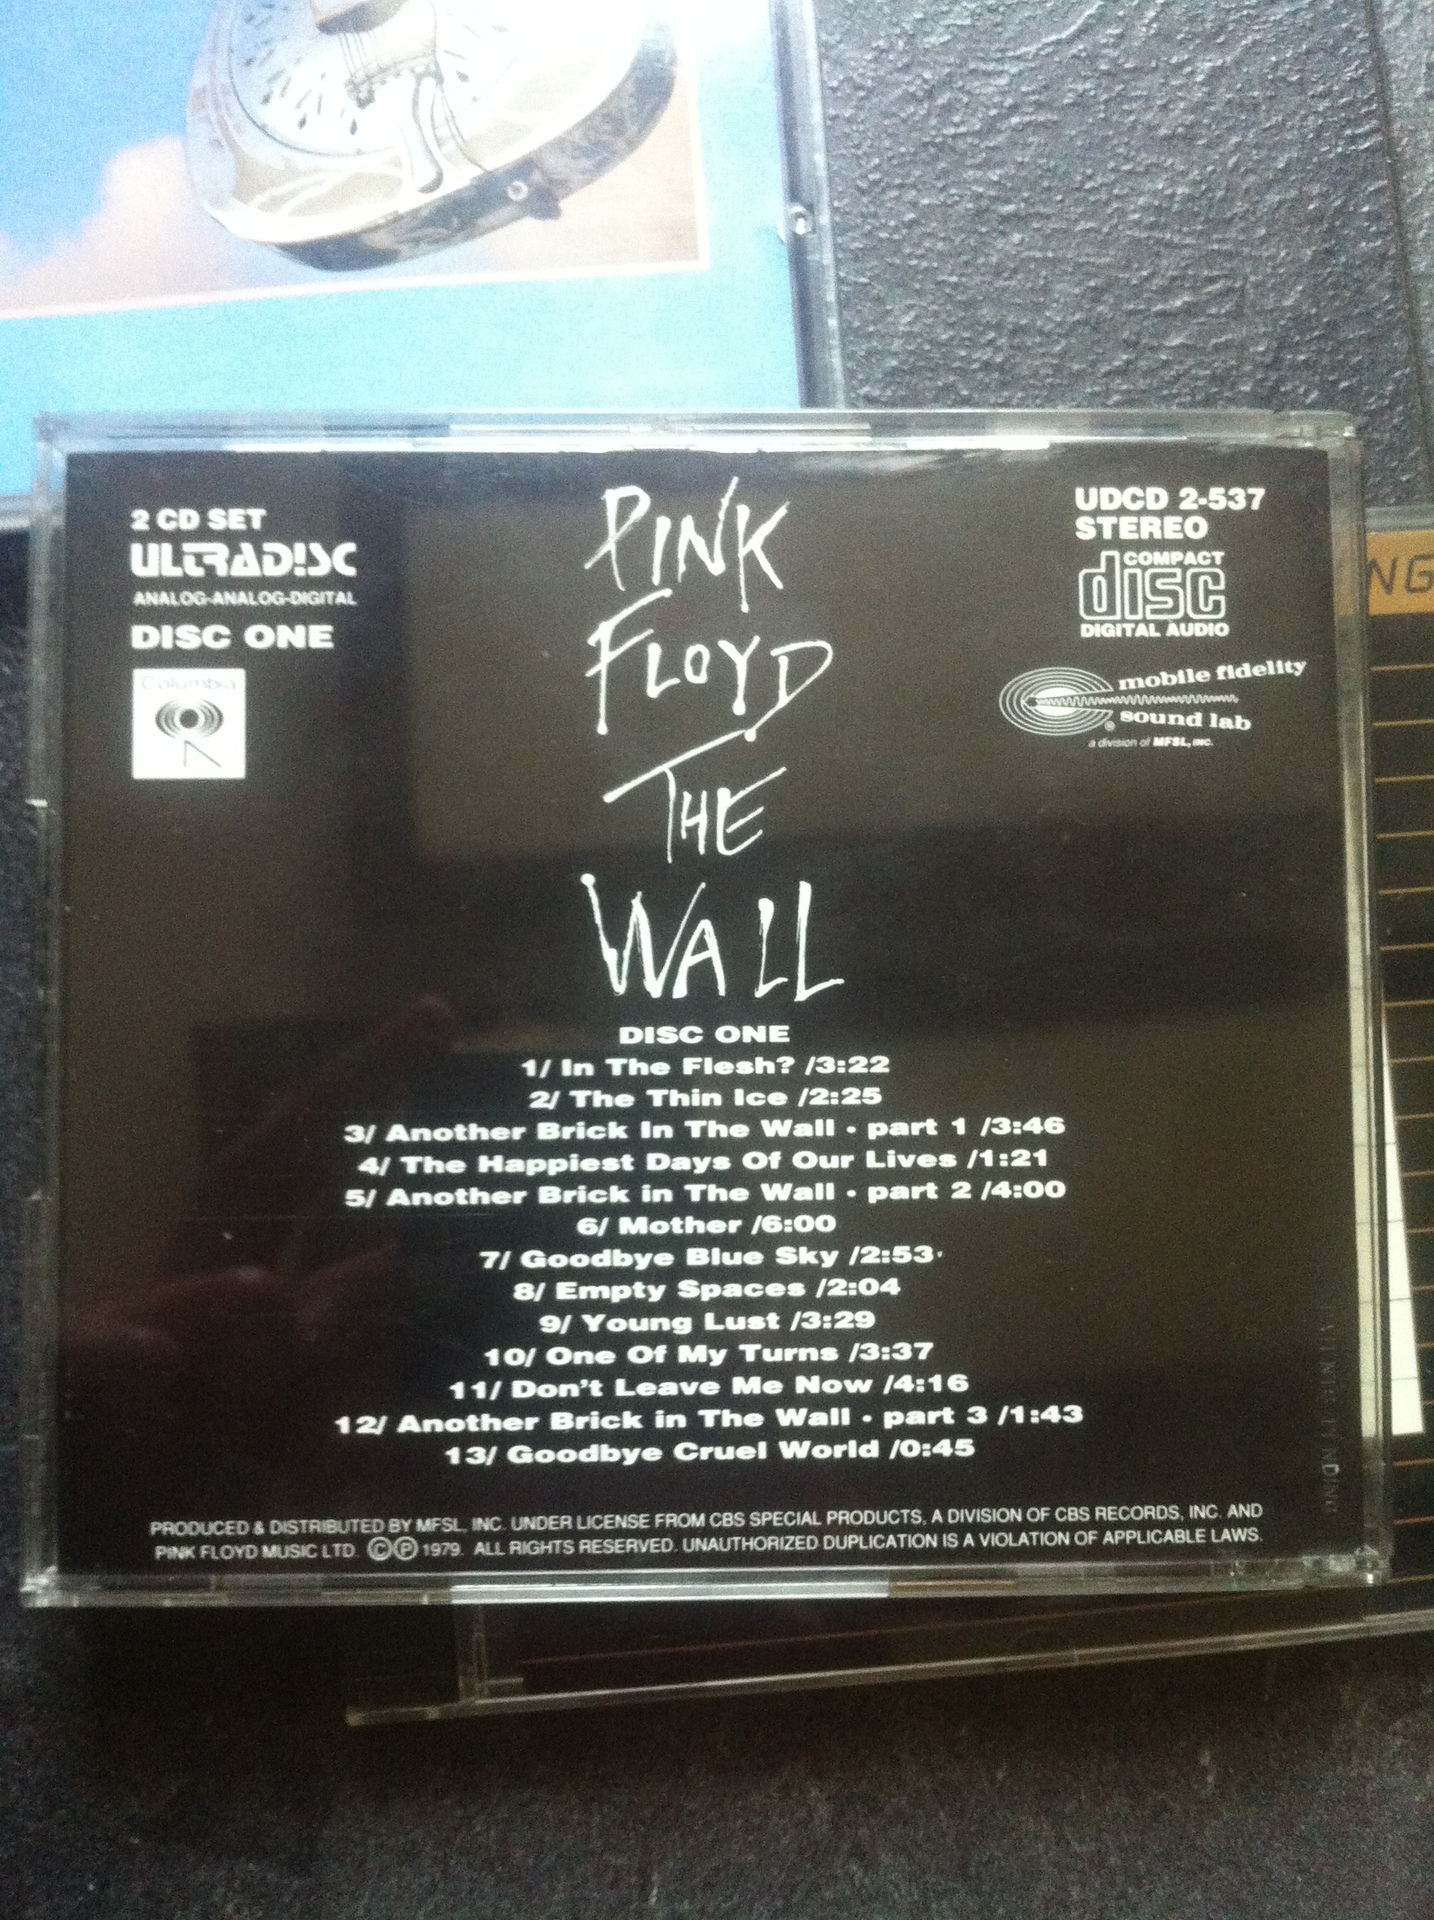 2 CD SET
ULTRADISC
ANALOG-ANALOG-DIGITAL
DISC ONE
Columbia
PINK
FLOYD
THE
WALL
UDCD 2-537
STEREO
COMPACT
disc
DIGITAL AUDIO
mobile fidelity
sound lab
®
a division of MFSL, INC.
NG
DISC ONE
1/ In The Flesh? /3:22
2/ The Thin Ice /2:25
3/ Another Brick In The Wall • part 1 /3:46
4/ The Happiest Days Of Our Lives /1:21
5/ Another Brick in The Wall • part 2 /4:00
6/ Mother /6:00
7/ Goodbye Blue Sky /2:53
8/ Empty Spaces /2:04
9/ Young Lust /3:29
10/ One Of My Turns /3:37
11/ Don't Leave Me Now /4:16
12/ Another Brick in The Wall • part 3 /1:43
13/ Goodbye Cruel World /0:45
PRODUCED & DISTRIBUTED BY MFSL, INC. UNDER LICENSE FROM CBS SPECIAL PRODUCTS, A DIVISION OF CBS RECORDS, INC. AND
PINK FLOYD MUSIC LTD. ©℗ 1979. ALL RIGHTS RESERVED. UNAUTHORIZED DUPLICATION IS A VIOLATION OF APPLICABLE LAWS.